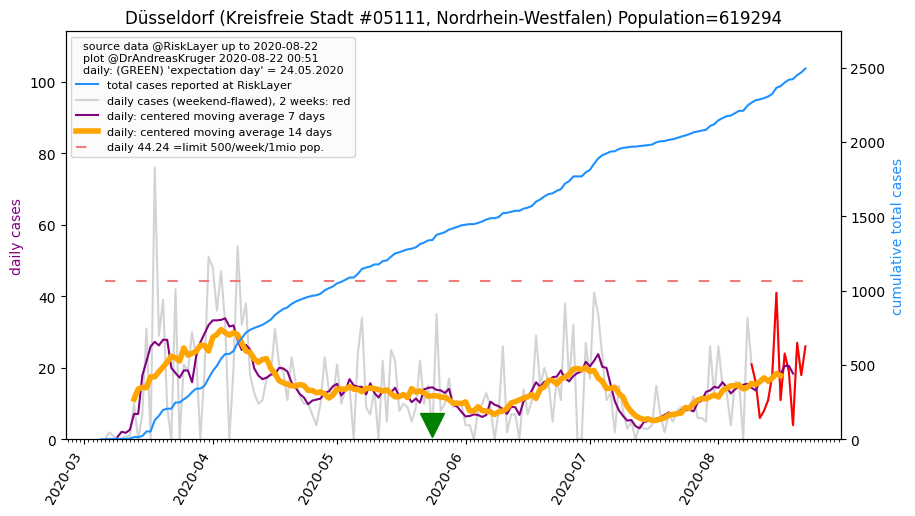 Düsseldorf (Kreisfreie Stadt #05111, Nordrhein-Westfalen) Population=619294
source data @RiskLayer up to 2020-08-22
plot @DrAndreasKruger 2020-08-22 00:51
daily: (GREEN) 'expectation day' = 24.05.2020
total cases reported at RiskLayer
daily cases (weekend-flawed), 2 weeks: red
daily: centered moving average 7 days
daily: centered moving average 14 days
daily 44.24 =limit 500/week/1mio pop.
daily cases
100
80
60
40
20
0
cumulative total cases
2500
2000
1500
1000
500
0
2020-03
2020-04
2020-05
2020-06
2020-07
2020-08